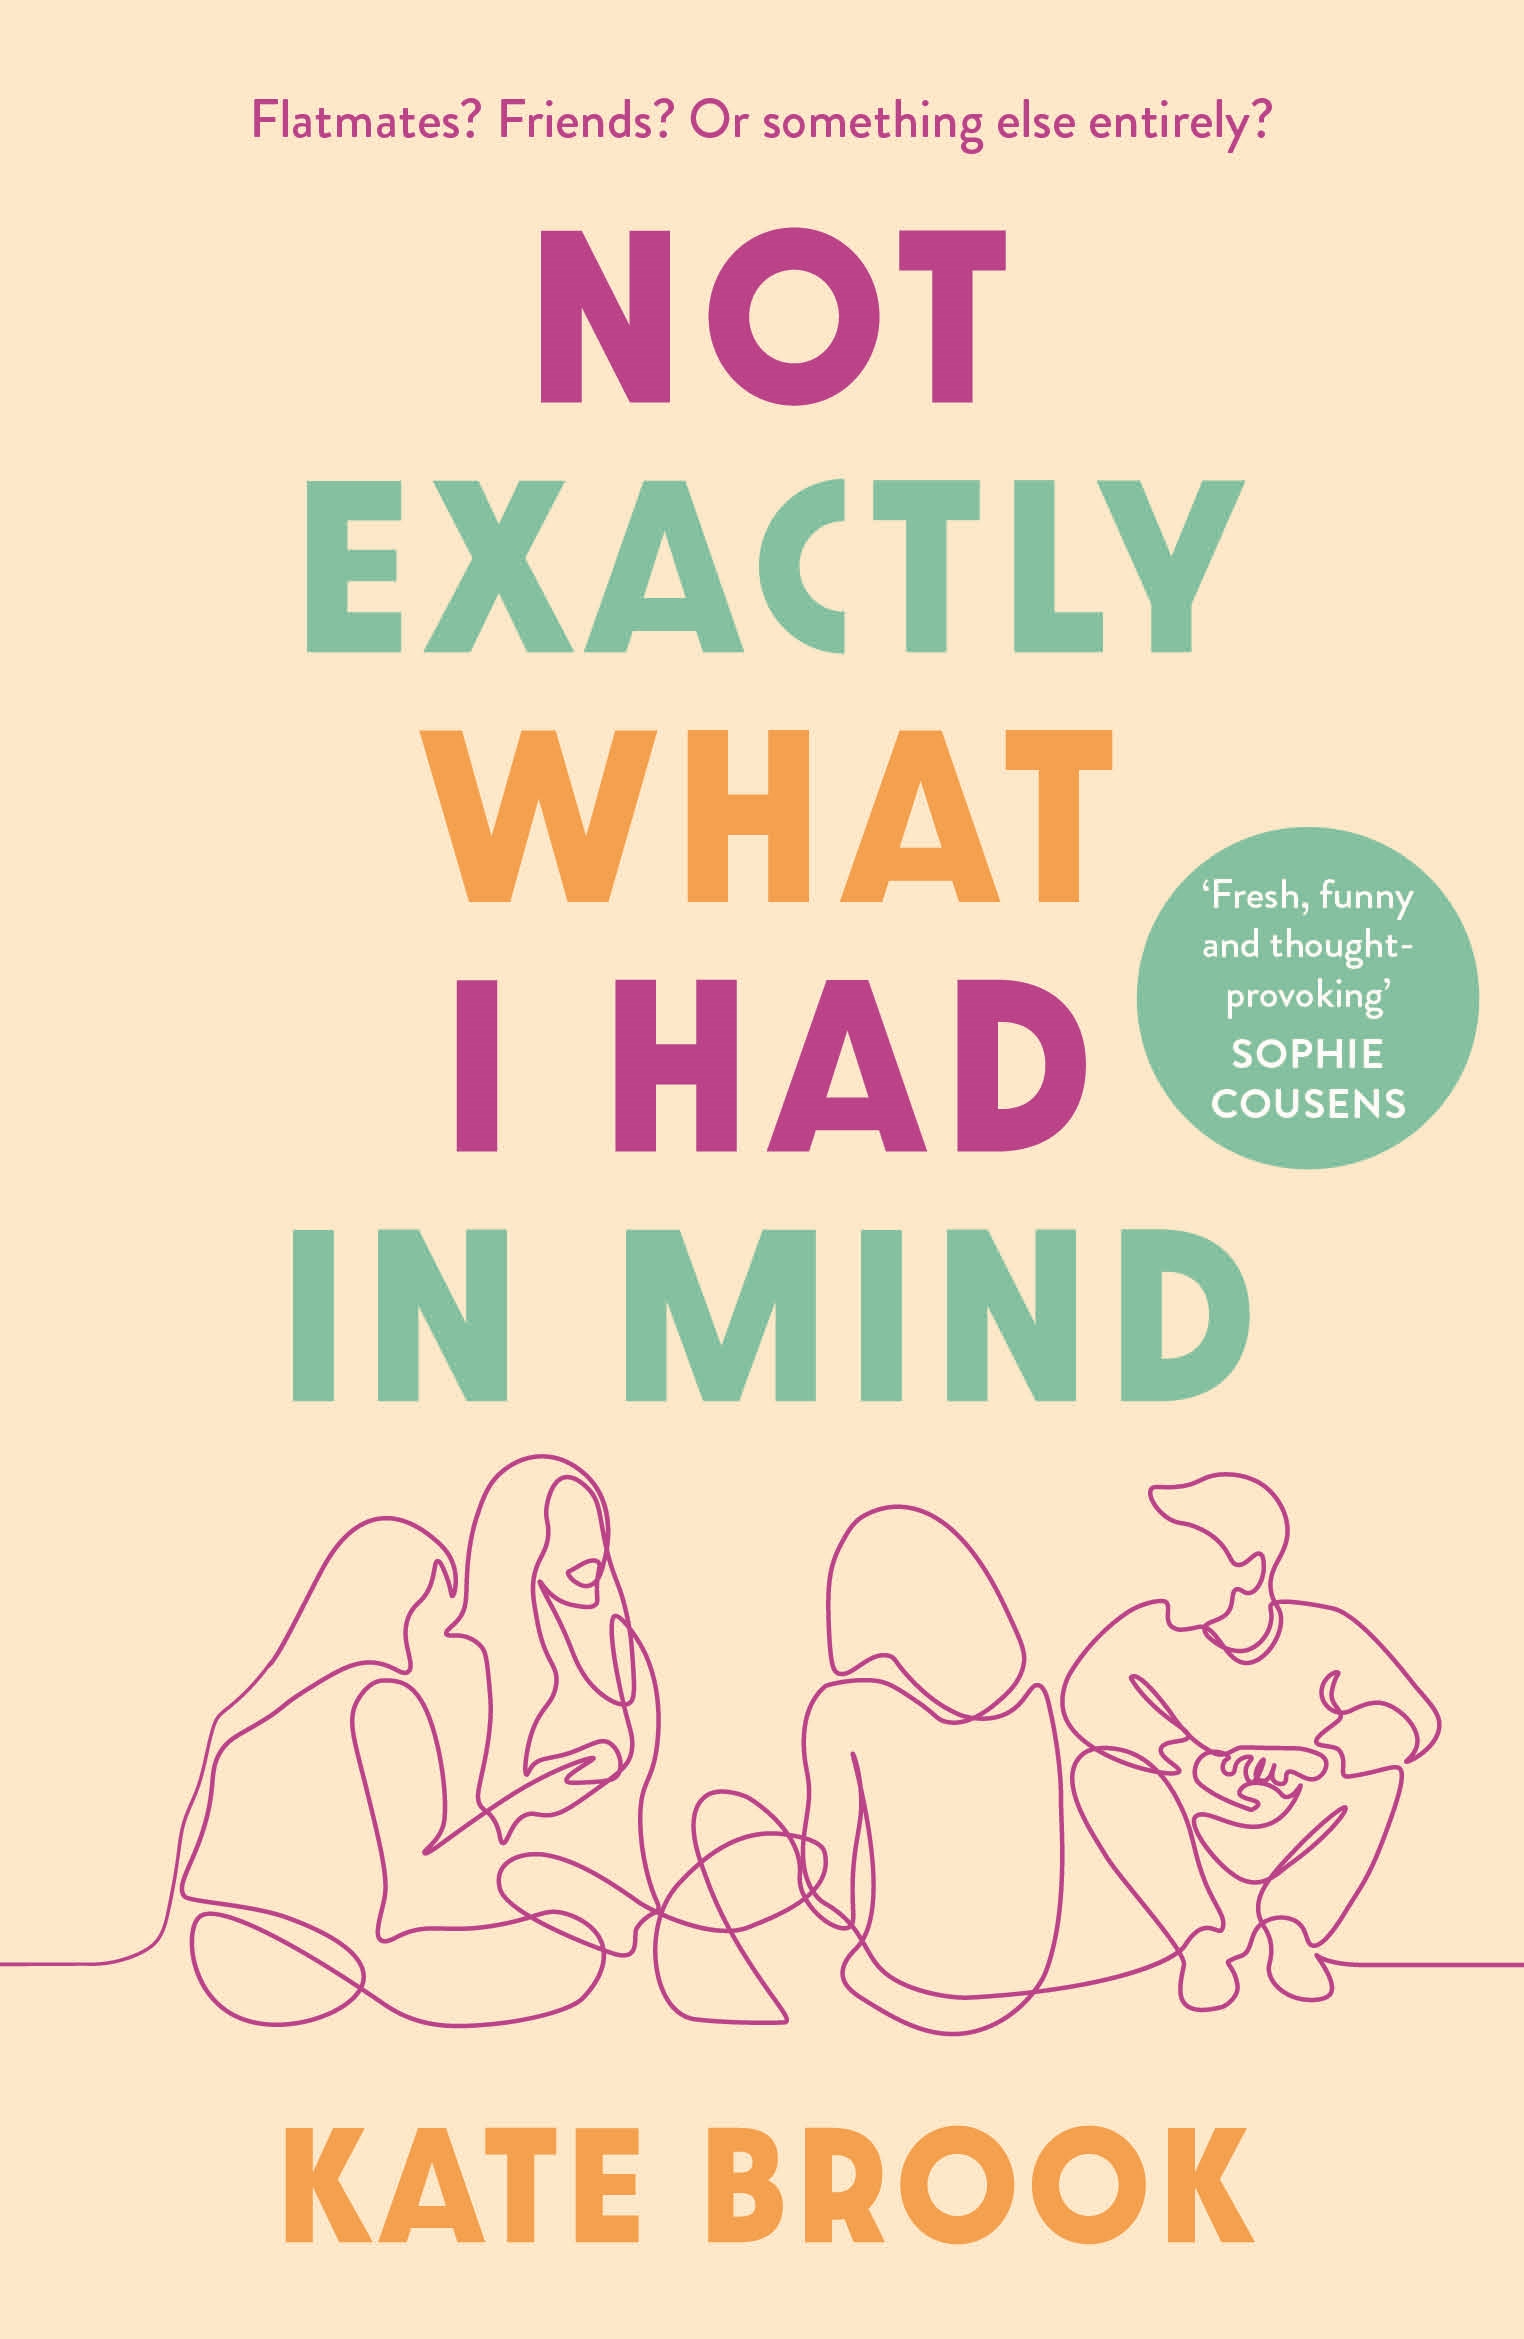 Flatmates? Friends? Or something else entirely?
NOT
EXACTLY
WHAT
I HAD
IN MIND
‘Fresh, funny
and thought-
provoking’
SOPHIE
COUSENS
KATE BROOK